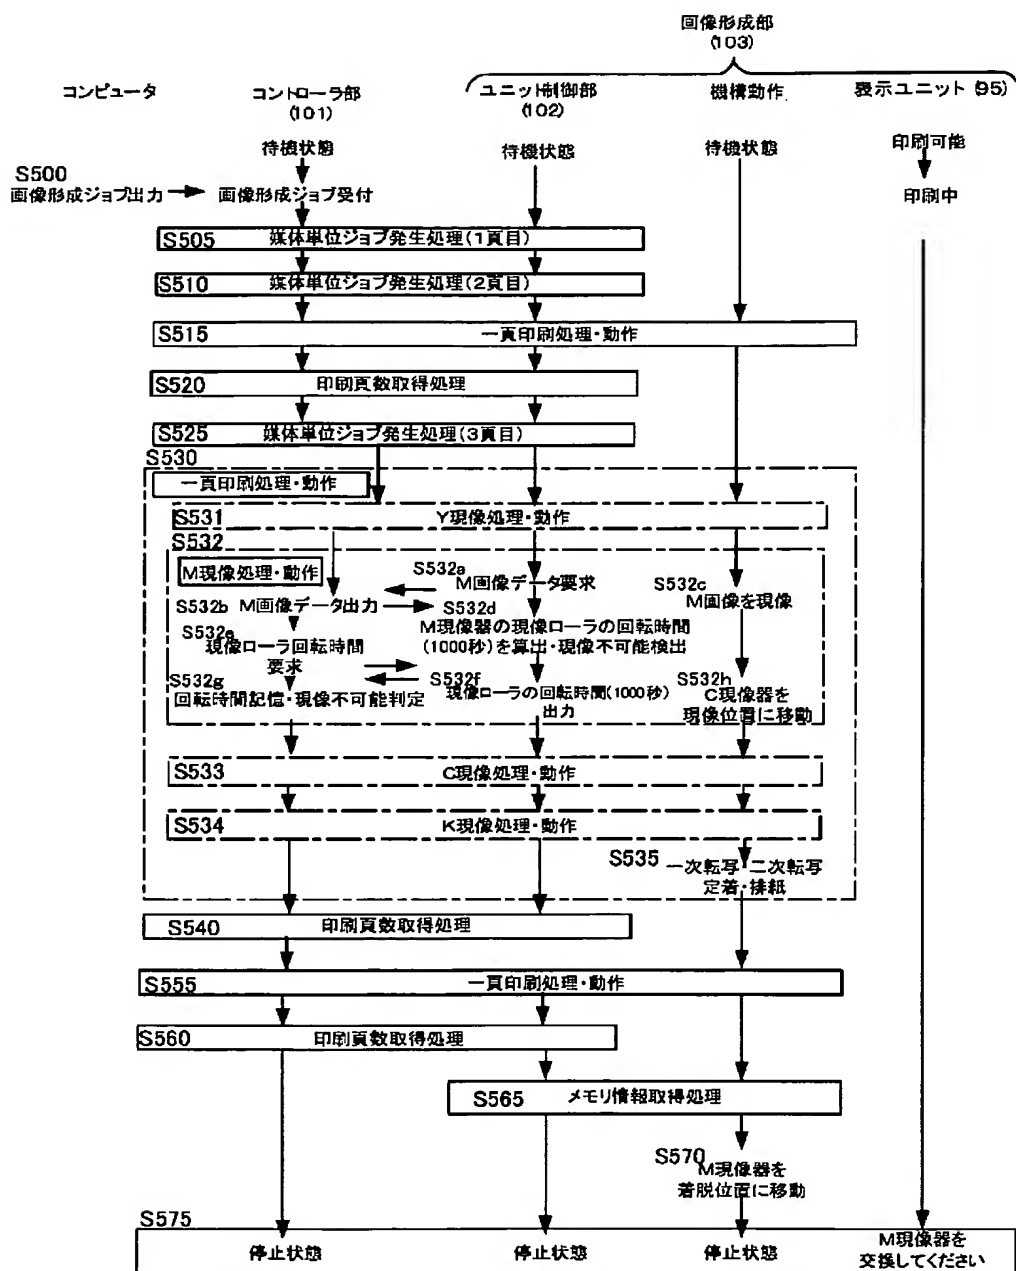 画像形成部
(103)
コンピュータ
コントローラ部
(101)
ユニット制御部
(102)
機構動作
表示ユニット (95)
待機状態
待機状態
待機状態
印刷可能
S500
画像形成ジョブ出力
画像形成ジョブ受付
印刷中
S505 媒体単位ジョブ発生処理(1頁目)
S510 媒体単位ジョブ発生処理(2頁目)
S515 一頁印刷処理・動作
S520 印刷頁数取得処理
S525 媒体単位ジョブ発生処理(3頁目)
S530
一頁印刷処理・動作
S531 Y現像処理・動作
S532
M現像処理・動作
S532a
M画像データ要求
S532b M画像データ出力
S532c
M画像を現像
S532d
M現像器の現像ローラの回転時間
(1000秒)を算出・現像不可能検出
S532e
現像ローラ回転時間
要求
S532f
現像ローラの回転時間(1000秒)
出力
S532g
回転時間記憶・現像不可能判定
S532h
C現像器を
現像位置に移動
S533 C現像処理・動作
S534 K現像処理・動作
S535
一次転写・二次転写
定着・排紙
S540 印刷頁数取得処理
S555 一頁印刷処理・動作
S560 印刷頁数取得処理
S565 メモリ情報取得処理
S570
M現像器を
着脱位置に移動
S575
停止状態
停止状態
停止状態
M現像器を
交換してください